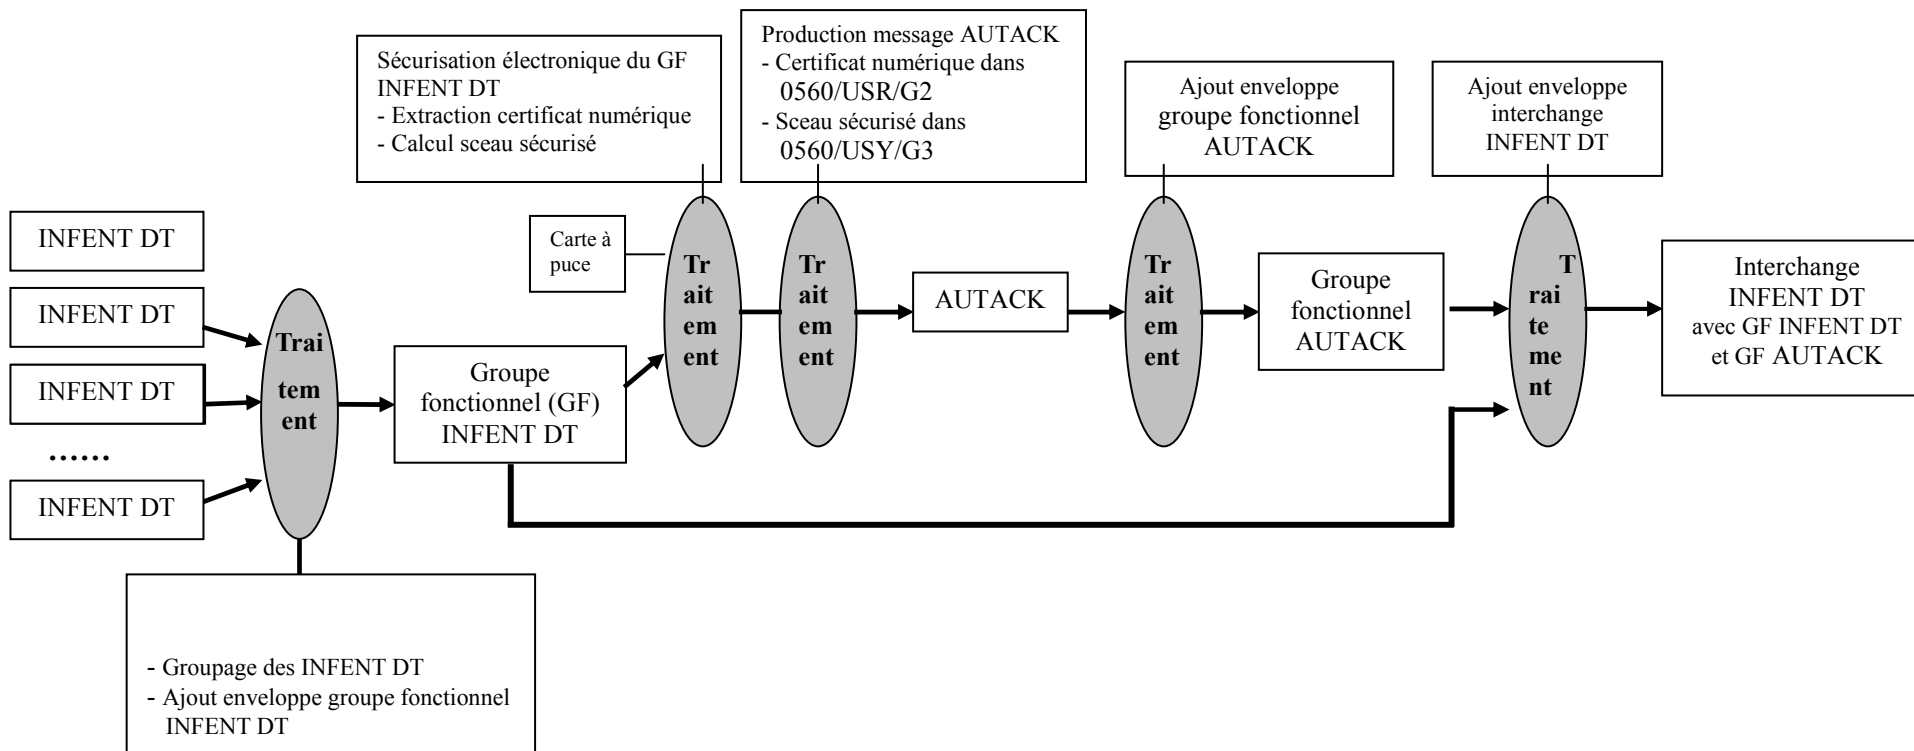 Sécurisation électronique du GF
INFENT DT
- Extraction certificat numérique
- Calcul sceau sécurisé
Production message AUTACK
- Certificat numérique dans
0560/USR/G2
- Sceau sécurisé dans
0560/USY/G3
Ajout enveloppe
groupe fonctionnel
AUTACK
Ajout enveloppe
interchange
INFENT DT
INFENT DT
INFENT DT
INFENT DT
......
INFENT DT
Trai
tem
ent
Groupe
fonctionnel (GF)
INFENT DT
Carte à
puce
Tr
ait
em
ent
Tr
ait
em
ent
AUTACK
Tr
ait
em
ent
Groupe
fonctionnel
AUTACK
T
rai
te
me
nt
Interchange
INFENT DT
avec GF INFENT DT
et GF AUTACK
- Groupage des INFENT DT
- Ajout enveloppe groupe fonctionnel
INFENT DT